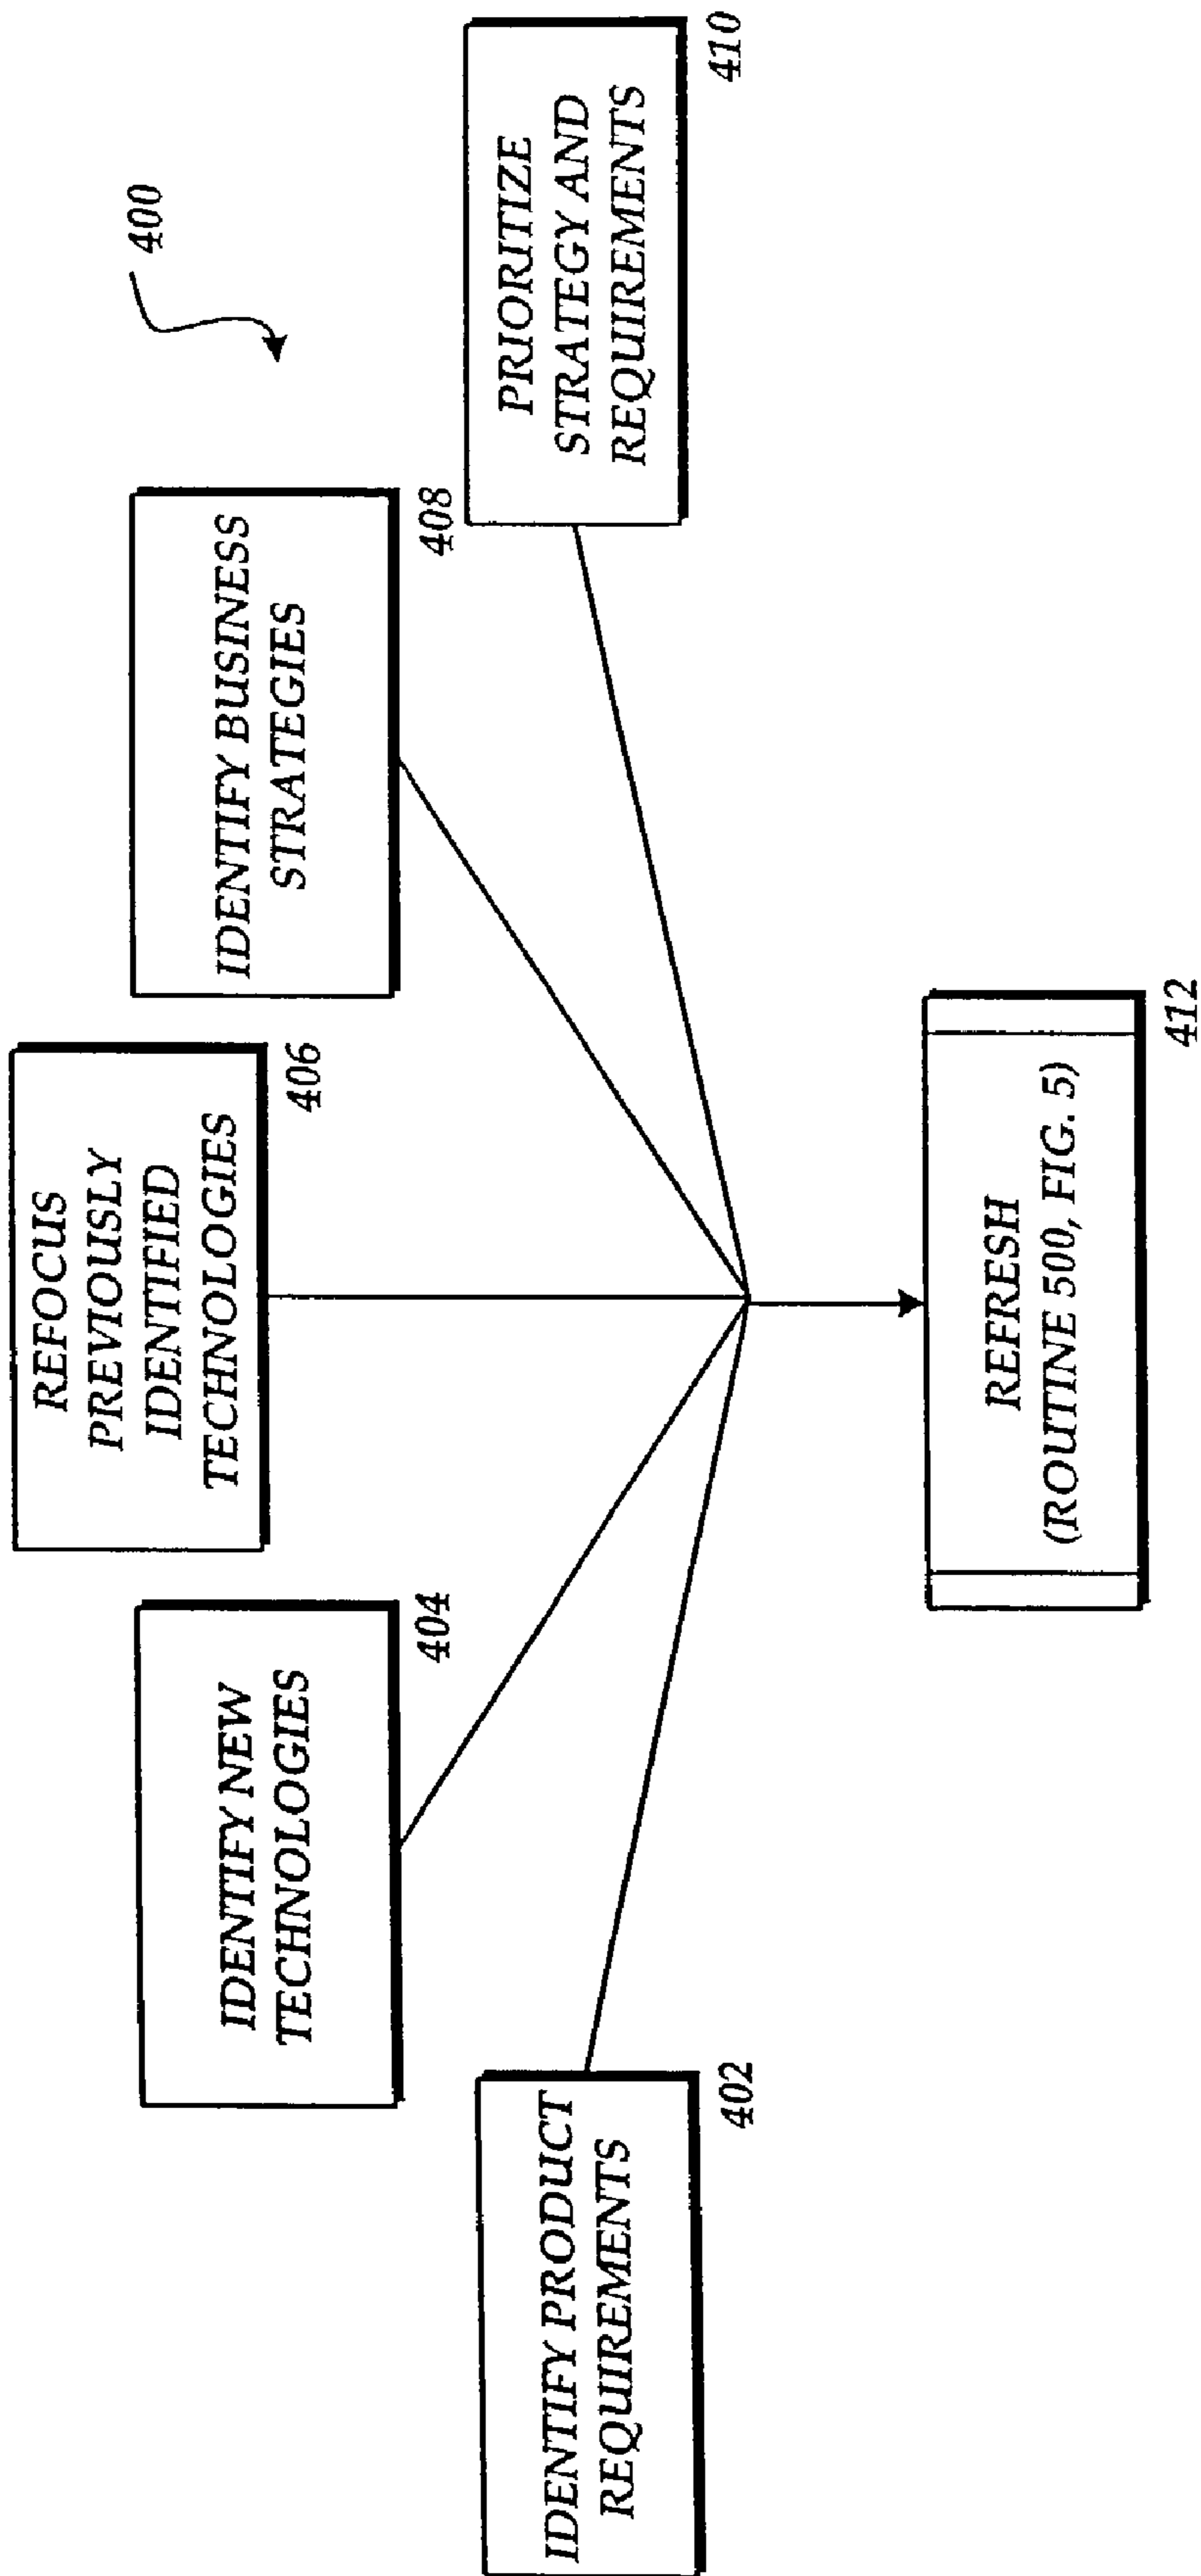 400
IDENTIFY PRODUCT
REQUIREMENTS
402
IDENTIFY NEW
TECHNOLOGIES
404
REFOCUS
PREVIOUSLY
IDENTIFIED
TECHNOLOGIES
406
IDENTIFY BUSINESS
STRATEGIES
408
PRIORITIZE
STRATEGY AND
REQUIREMENTS
410
REFRESH
(ROUTINE 500, FIG. 5)
412